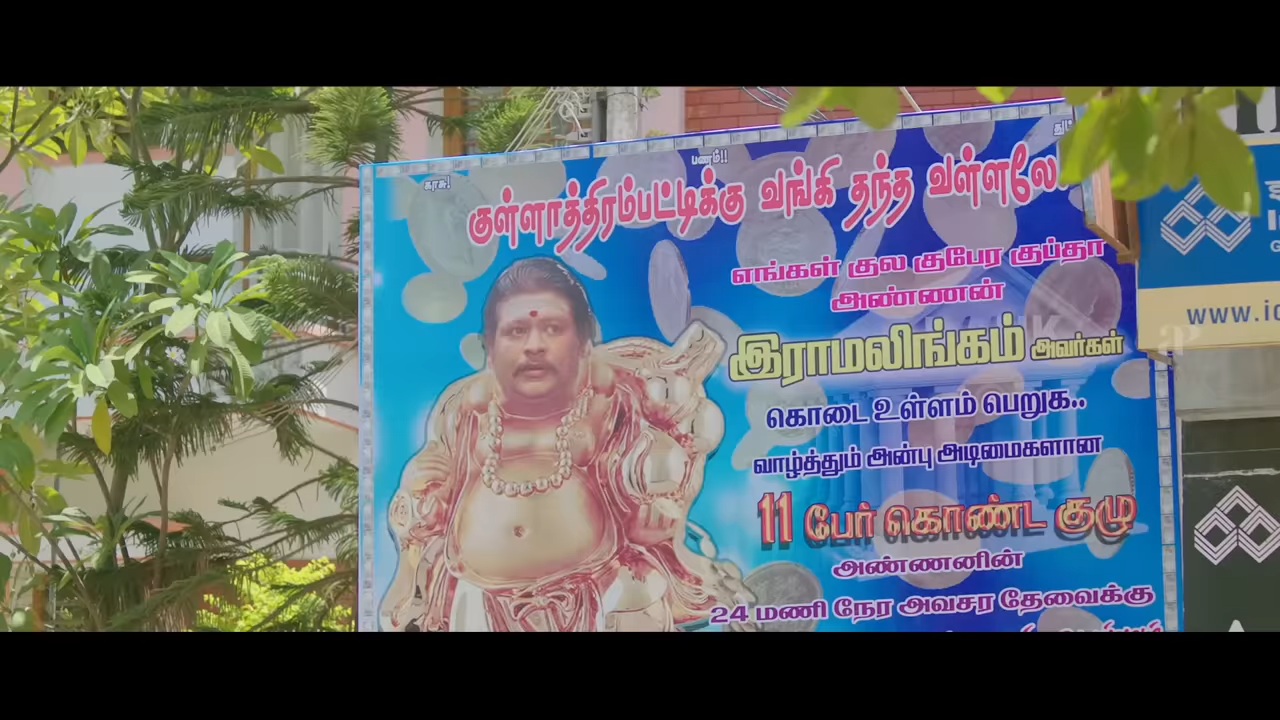 காசு!
பணம்!!
துட்
குள்ளாத்திரம்பட்டிக்கு வங்கி தந்த வள்ளலே
எங்கள் குல குபேர குப்தா
அண்ணன்
இராமலிங்கம் அவர்கள்
கொடை உள்ளம் பெறுக..
வாழ்த்தும் அன்பு அடிமைகளான
11 பேர் கொண்ட குழு
அண்ணனின்
24 மணி நேர அவசர தேவைக்கு
www.ic